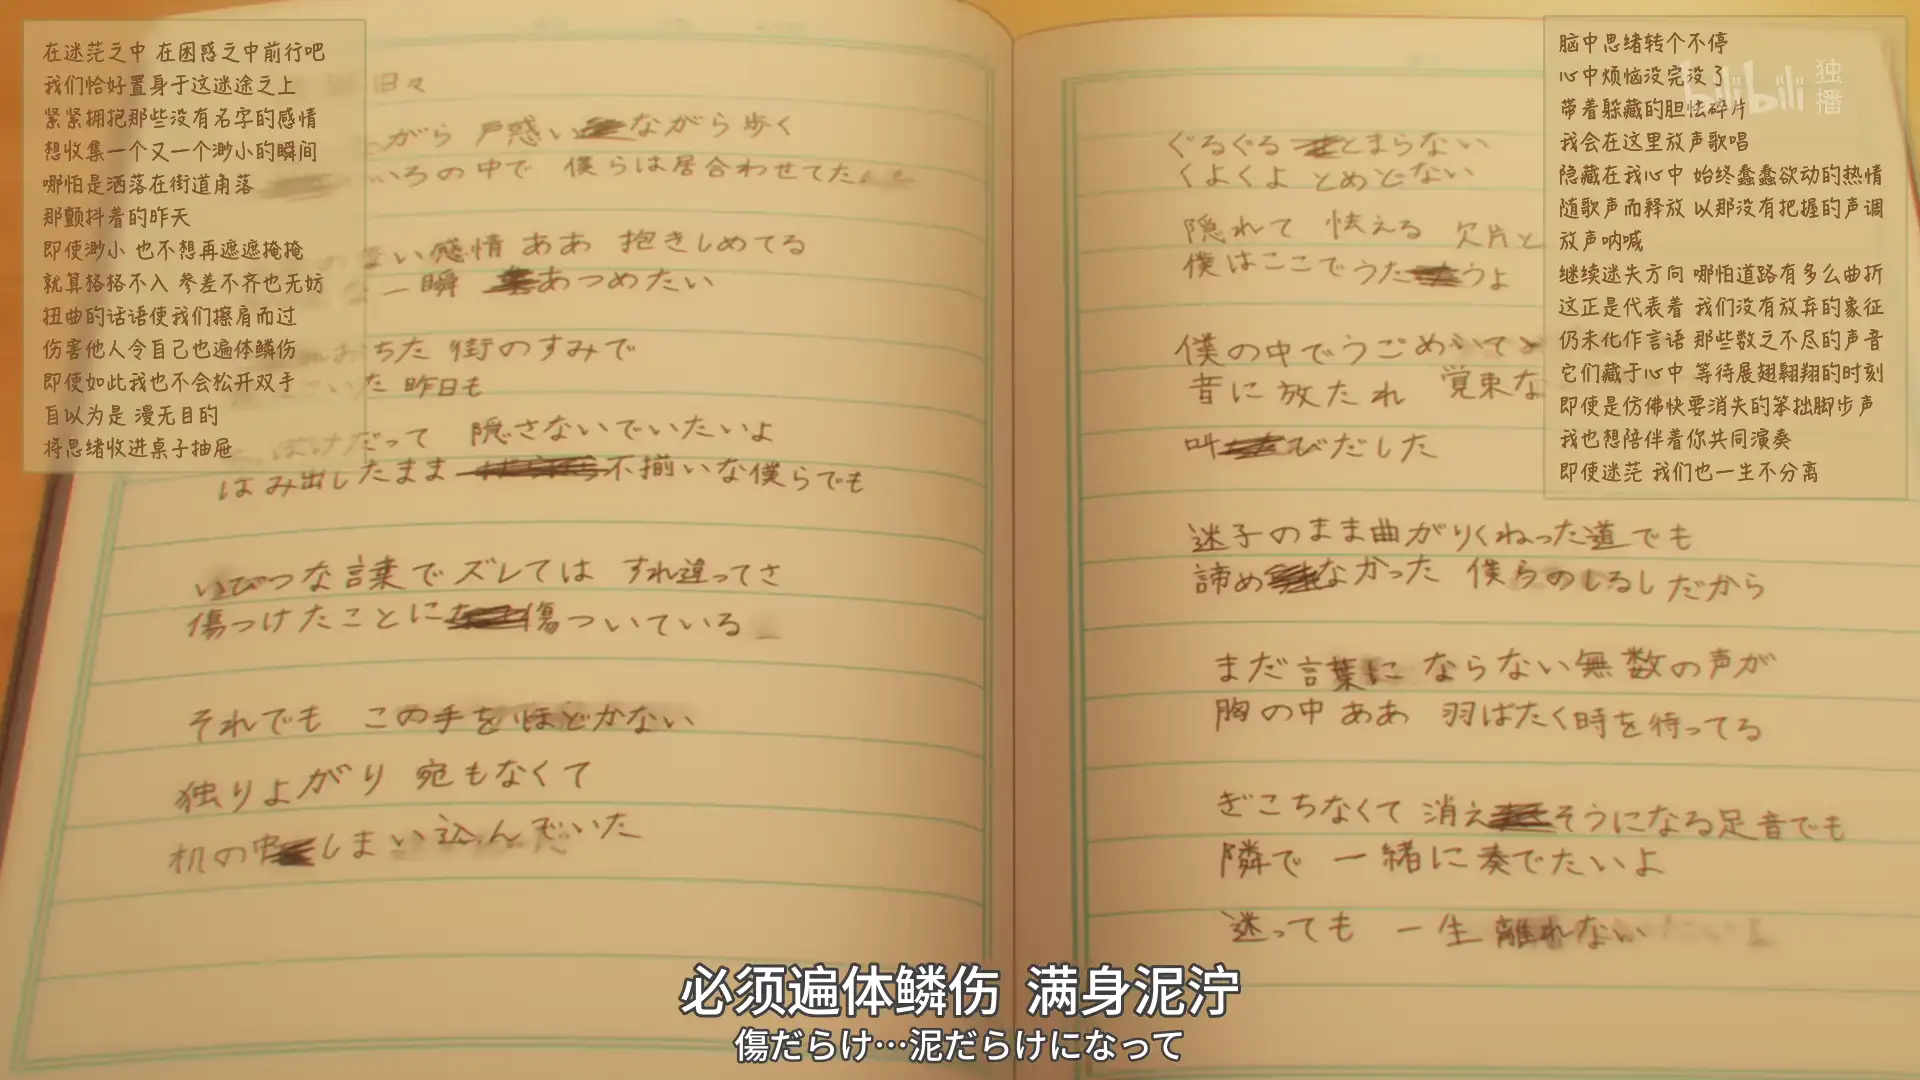 在迷茫之中 在困惑之中前行吧
我们恰好置身于这迷途之上
紧紧拥抱那些没有名字的感情
想收集一个又一个渺小的瞬间
哪怕是洒落在街道角落
那颤抖着的昨天
即使渺小 也不想再遮遮掩掩
就算格格不入 参差不齐也无妨
扭曲的话语使我们擦肩而过
伤害他人令自己也遍体鳞伤
即使如此我也不会松开双手
自以为是 漫无目的
将思绪收进桌子抽屉
旧々
がら 戸惑いながら歩く
いろの中で 僕らは居合わせてた
ない感情 ああ 抱きしめてる
一瞬 あつめたい
おちた 街のすみで
いた 昨日も
ぼけだって 隠さないでいたいよ
はみ出したまま 不揃いな僕らでも
いびつな言葉でズレては すれ違ってさ
傷つけたことに傷ついている
それでも この手をほどかない
独りよがり 宛もなくて
机の中しまい込んでいた
脑中思绪转个不停
心中烦恼没完没了
带着躲藏的胆怯碎片
我会在这里放声歌唱
隐藏在我心中 始终蠢蠢欲动的热情
随歌声而释放 以那没有把握的声调
放声呐喊
继续迷失方向 哪怕道路有多么曲折
这正是代表着 我们没有放弃的象征
仍未化作言语 那些数之不尽的声音
它们藏于心中 等待展翅翱翔的时刻
即使是仿佛快要消失的笨拙脚步声
我也想陪伴着你共同演奏
即使迷茫 我们也一生不分离
bilibili 独播
ぐるぐる とまらない
くよくよ とめどない
隠れて 怯える 欠片と
僕はここでうたうよ
僕の中でうごめいて
音に放たれ 覚束な
叫びだした
迷子のまま曲がりくねった道でも
諦めなかった 僕らのしるしだから
まだ言葉に ならない無数の声が
胸の中 ああ 羽ばたく時を待ってる
ぎこちなくて 消えそうになる足音でも
隣で 一緒に奏でたいよ
迷っても 一生 離れない
必须遍体鳞伤 满身泥泞
傷だらけ…泥だらけになって